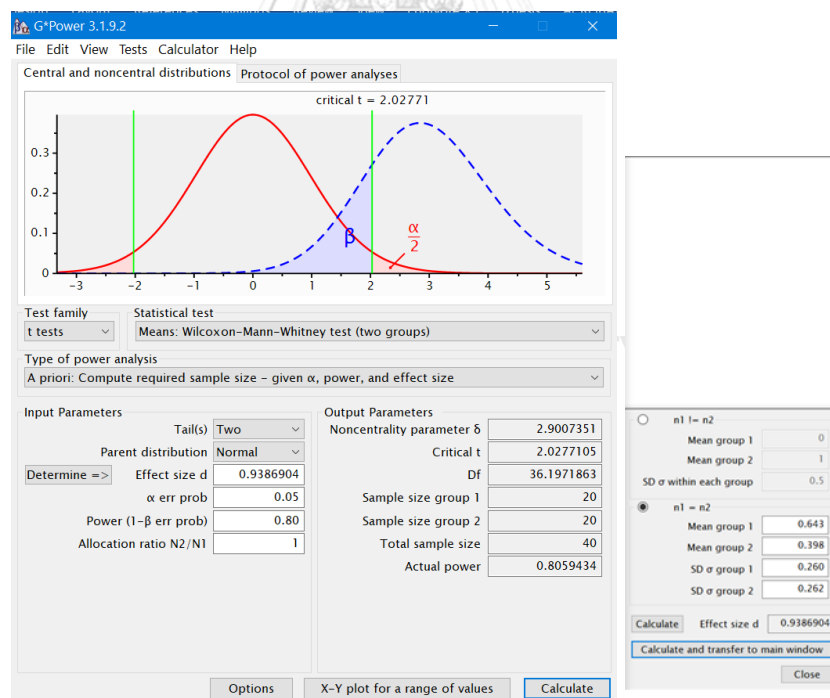 G*Power 3.1.9.2
File Edit View Tests Calculator Help
Central and noncentral distributions Protocol of power analyses
critical t = 2.02771
0.3
0.2
0.1
0
β
α
2
-3 -2 -1 0 1 2 3 4 5
Test family Statistical test
t tests Means: Wilcoxon-Mann-Whitney test (two groups)
Type of power analysis
A priori: Compute required sample size - given α, power, and effect size
Input Parameters
Tail(s) Two
Parent distribution Normal
Determine => Effect size d 0.9386904
α err prob 0.05
Power (1-β err prob) 0.80
Allocation ratio N2/N1 1
Output Parameters
Noncentrality parameter δ 2.9007351
Critical t 2.0277105
Df 36.1971863
Sample size group 1 20
Sample size group 2 20
Total sample size 40
Actual power 0.8059434
Options X-Y plot for a range of values Calculate
n1 != n2
Mean group 1 0
Mean group 2 1
SD σ within each group 0.5
n1 = n2
Mean group 1 0.643
Mean group 2 0.398
SD σ group 1 0.260
SD σ group 2 0.262
Calculate Effect size d 0.9386904
Calculate and transfer to main window
Close